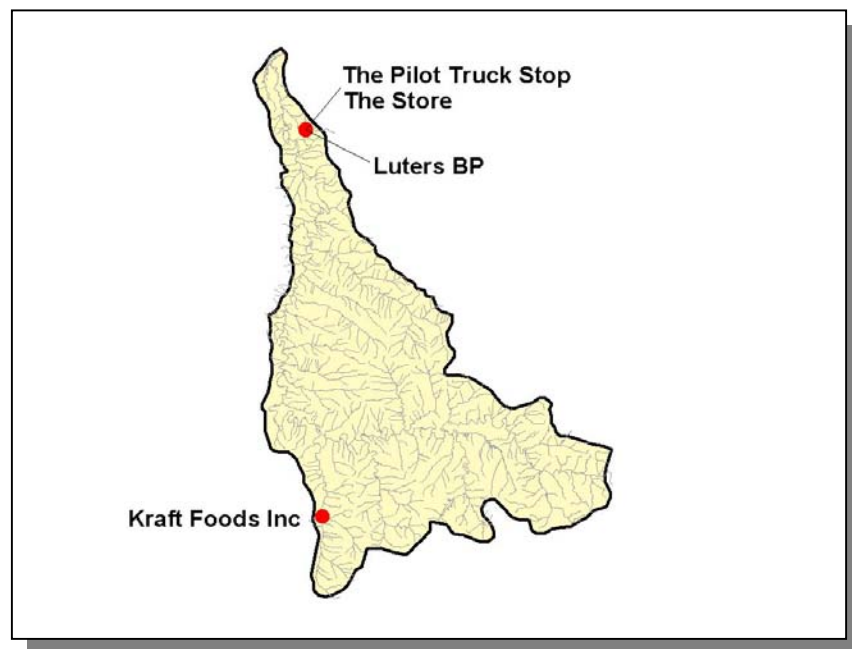 The Pilot Truck Stop
The Store
Luters BP
Kraft Foods Inc